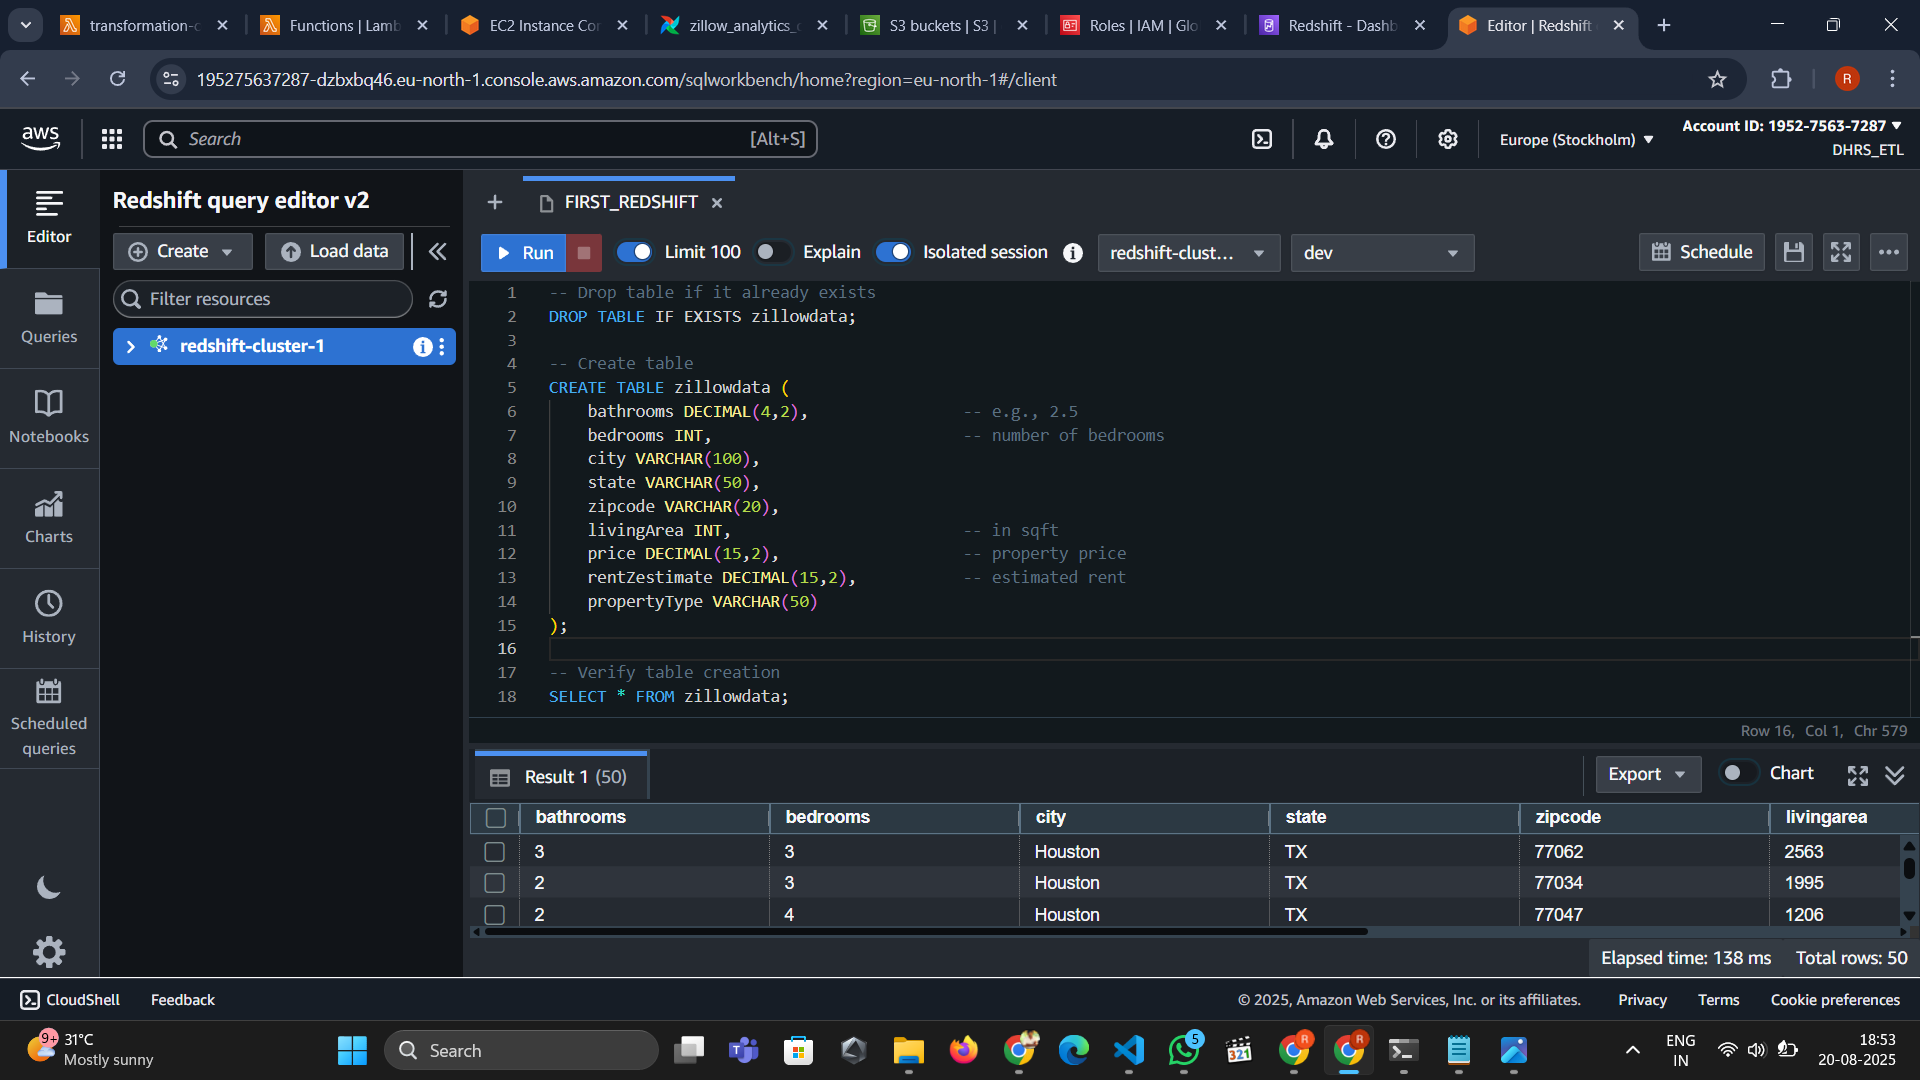 transformation-c
Functions | Lamb
EC2 Instance Cor
zillow_analytics_
S3 buckets | S3 |
Roles | IAM | Glo
Redshift - Dashb
Editor | Redshift
195275637287-dzbxbq46.eu-north-1.console.aws.amazon.com/sqlworkbench/home?region=eu-north-1#/client
R
aws
Search
[Alt+S]
Europe (Stockholm)
Account ID: 1952-7563-7287
DHRS_ETL
Editor
Queries
Notebooks
Charts
History
Scheduled
queries
Redshift query editor v2
Create
Load data
Filter resources
redshift-cluster-1
FIRST_REDSHIFT
Run
Limit 100
Explain
Isolated session
redshift-clust...
dev
Schedule
1 -- Drop table if it already exists
2 DROP TABLE IF EXISTS zillowdata;
3
4 -- Create table
5 CREATE TABLE zillowdata (
6 bathrooms DECIMAL(4,2), -- e.g., 2.5
7 bedrooms INT, -- number of bedrooms
8 city VARCHAR(100),
9 state VARCHAR(50),
10 zipcode VARCHAR(20),
11 livingArea INT, -- in sqft
12 price DECIMAL(15,2), -- property price
13 rentZestimate DECIMAL(15,2), -- estimated rent
14 propertyType VARCHAR(50)
15 );
16
17 -- Verify table creation
18 SELECT * FROM zillowdata;
Row 16, Col 1, Chr 579
Result 1 (50)
Export
Chart
bathrooms bedrooms city state zipcode livingarea
3 3 Houston TX 77062 2563
2 3 Houston TX 77034 1995
2 4 Houston TX 77047 1206
Elapsed time: 138 ms Total rows: 50
CloudShell
Feedback
© 2025, Amazon Web Services, Inc. or its affiliates.
Privacy
Terms
Cookie preferences
9+
31°C
Mostly sunny
Search
5
321
R
R
ENG
IN
18:53
20-08-2025